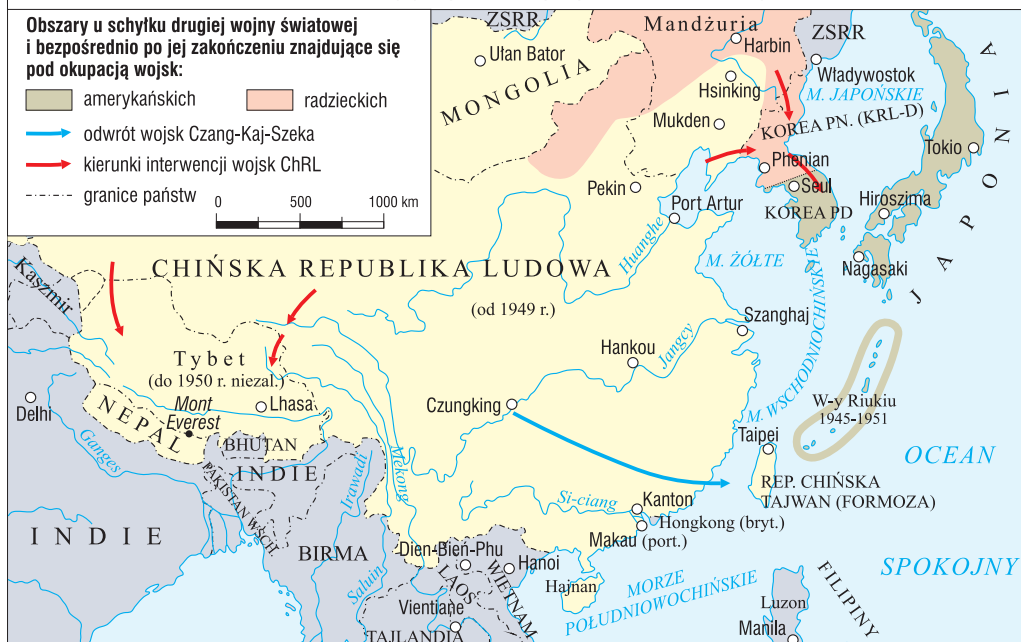 Obszary u schyłku drugiej wojny światowej
i bezpośrednio po jej zakończeniu znajdujące się
pod okupacją wojsk:
amerykańskich
radzieckich
odwrót wojsk Czang-Kaj-Szeka
kierunki interwencji wojsk ChRL
granice państw
0 500 1000 km
ZSRR
Mandżuria
ZSRR
Ułan Bator
Harbin
MONGOLIA
Władywostok
Hsinking
M. JAPOŃSKIE
Mukden
KOREA PN. (KRL-D)
JAPONIA
Tokio
Phenian
Pekin
Seul
Port Artur
Hiroszima
KOREA PD
Huanghe
Nagasaki
M. ŻÓŁTE
CHIŃSKA REPUBLIKA LUDOWA
(od 1949 r.)
Kaszmir
Szanghaj
M. WSCHODNIOCHIŃSKIE
Hankou
Jangcy
Tybet
(do 1950 r. niezal.)
Delhi
Mont
Everest
Lhasa
Czungking
W-y Riukiu
1945-1951
NEPAL
Taipei
BHUTAN
Ganges
INDIE
OCEAN
PAKISTAN WSCH.
Irawadi
Mekong
REP. CHIŃSKA
TAJWAN (FORMOZA)
Si-ciang
Kanton
Hongkong (bryt.)
INDIE
Makau (port.)
BIRMA
Dien-Bien-Phu
Hanoi
SPOKOJNY
Saluin
LAOS
WIETNAM
Hajnan
MORZE
POŁUDNIOWOCHIŃSKIE
FILIPINY
Vientiane
Luzon
TAJLANDIA
Manila